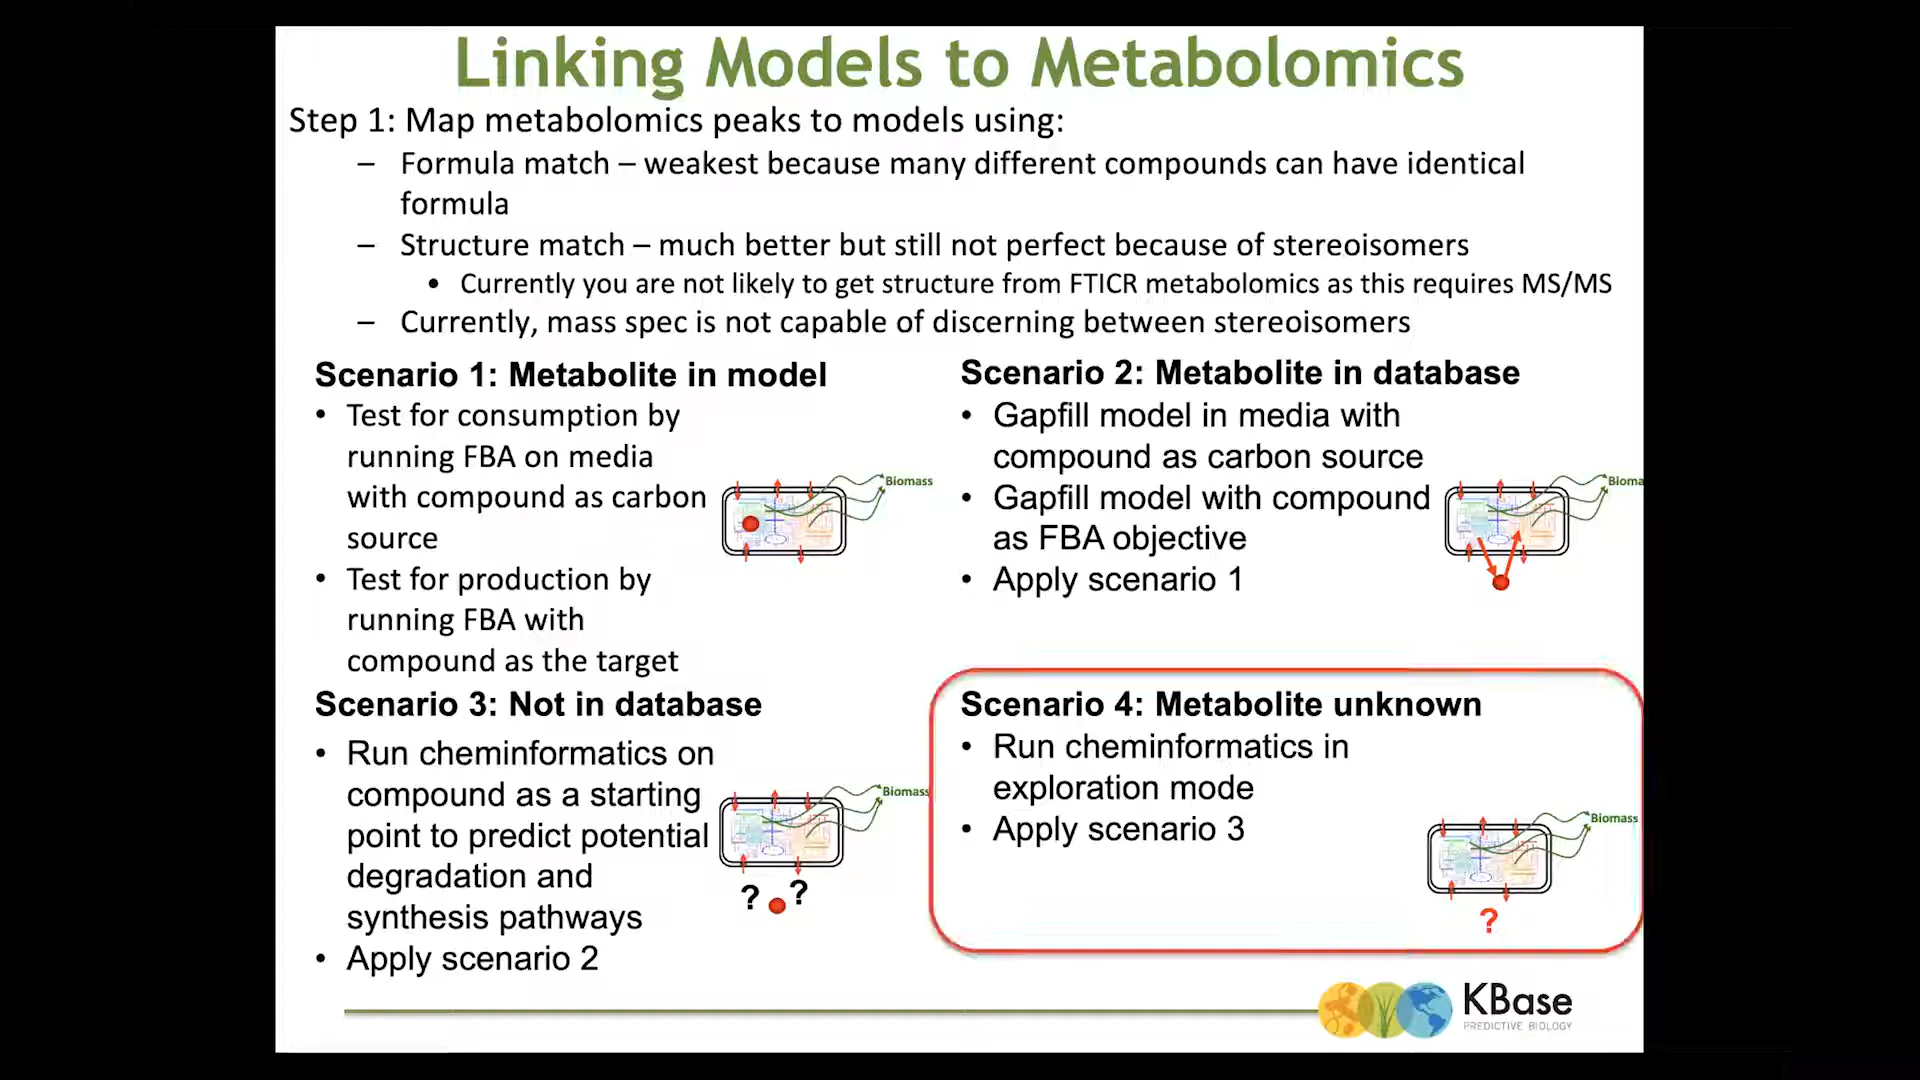 Linking Models to Metabolomics
Step 1: Map metabolomics peaks to models using:
– Formula match – weakest because many different compounds can have identical
formula
– Structure match – much better but still not perfect because of stereoisomers
• Currently you are not likely to get structure from FTICR metabolomics as this requires MS/MS
– Currently, mass spec is not capable of discerning between stereoisomers
Scenario 1: Metabolite in model
• Test for consumption by
running FBA on media
with compound as carbon
source
• Test for production by
running FBA with
compound as the target
Biomass
Scenario 2: Metabolite in database
• Gapfill model in media with
compound as carbon source
• Gapfill model with compound
as FBA objective
• Apply scenario 1
Bioma
Scenario 3: Not in database
• Run cheminformatics on
compound as a starting
point to predict potential
degradation and
synthesis pathways
• Apply scenario 2
Biomass
? ?
Scenario 4: Metabolite unknown
• Run cheminformatics in
exploration mode
• Apply scenario 3
Biomass
?
KBase
PREDICTIVE BIOLOGY